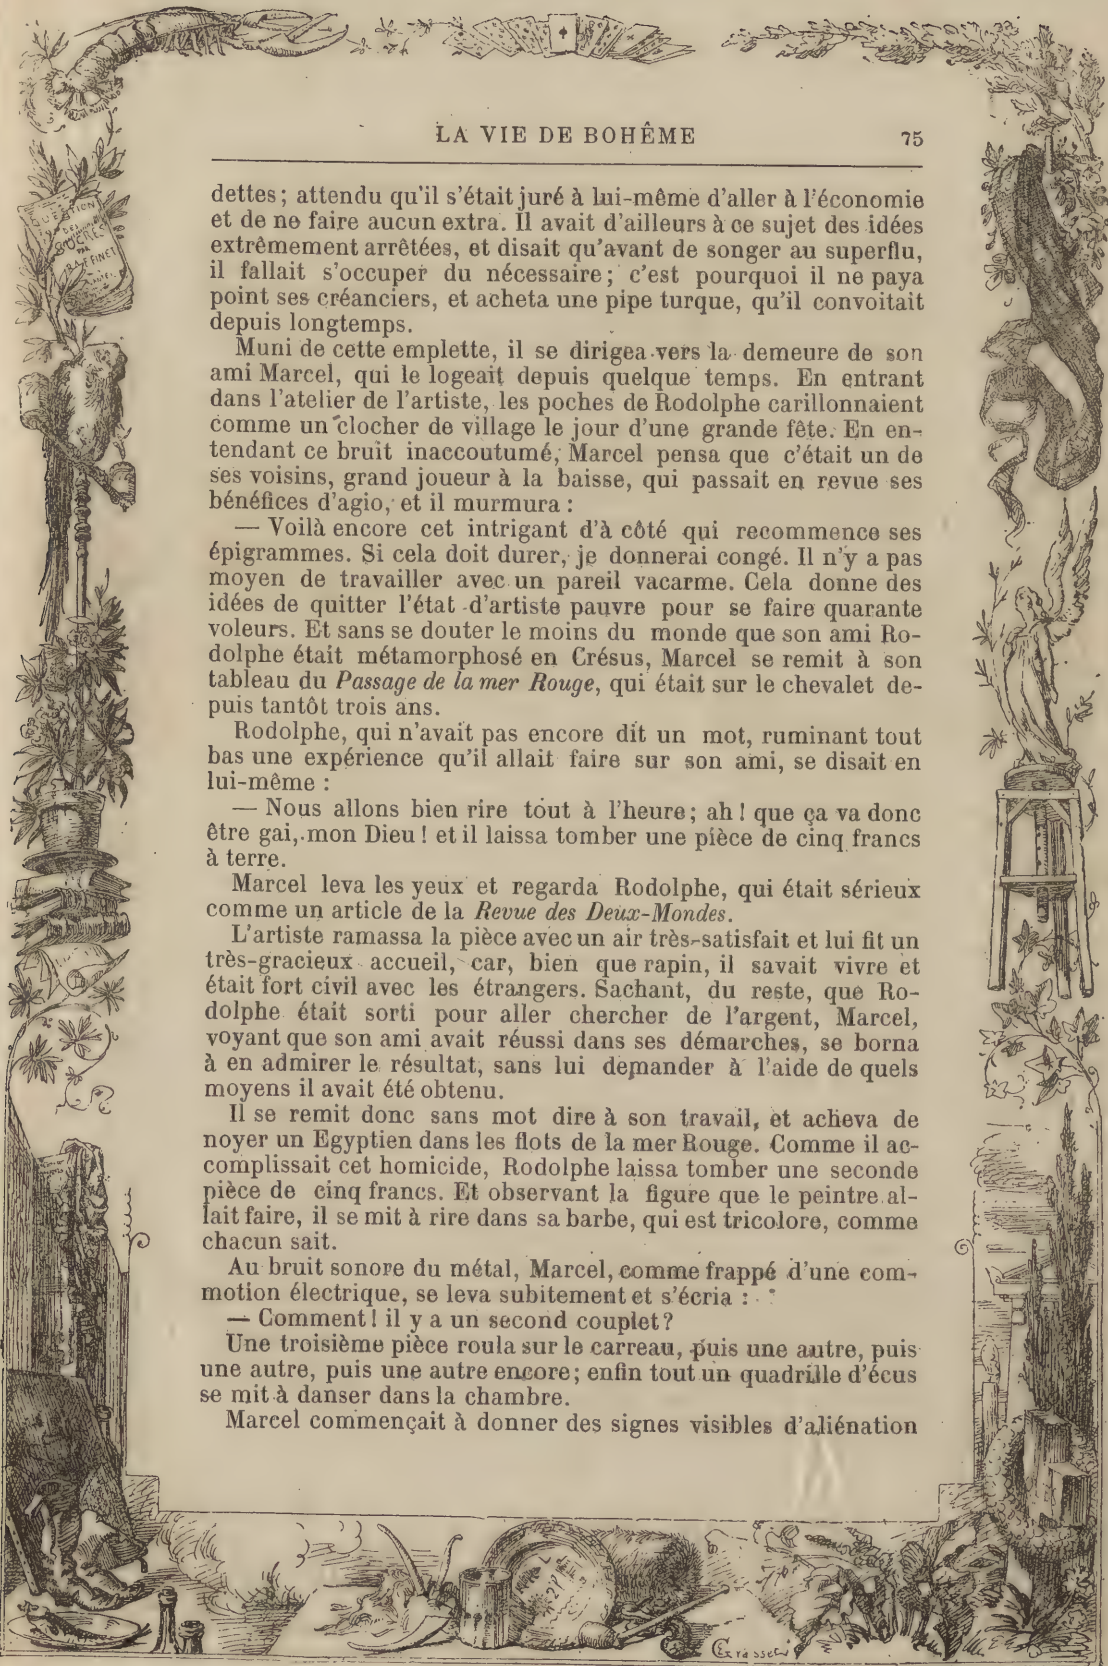 LA VIE DE BOHÊME 75
QUESTION
DES
SUCRES
PAR
dettes; attendu qu'il s'était juré à lui-même d'aller à l'économie
et de ne faire aucun extra. Il avait d'ailleurs à ce sujet des idées
extrêmement arrêtées, et disait qu'avant de songer au superflu,
il fallait s'occuper du nécessaire; c'est pourquoi il ne paya
point ses créanciers, et acheta une pipe turque, qu'il convoitait
depuis longtemps.
Muni de cette emplette, il se dirigea vers la demeure de son
ami Marcel, qui le logeait depuis quelque temps. En entrant
dans l'atelier de l'artiste, les poches de Rodolphe carillonnaient
comme un clocher de village le jour d'une grande fête. En en-
tendant ce bruit inaccoutumé, Marcel pensa que c'était un de
ses voisins, grand joueur à la baisse, qui passait en revue ses
bénéfices d'agio, et il murmura :
— Voilà encore cet intrigant d'à côté qui recommence ses
épigrammes. Si cela doit durer, je donnerai congé. Il n'y a pas
moyen de travailler avec un pareil vacarme. Cela donne des
idées de quitter l'état d'artiste pauvre pour se faire quarante
voleurs. Et sans se douter le moins du monde que son ami Ro-
dolphe était métamorphosé en Crésus, Marcel se remit à son
tableau du Passage de la mer Rouge, qui était sur le chevalet de-
puis tantôt trois ans.
Rodolphe, qui n'avait pas encore dit un mot, ruminant tout
bas une expérience qu'il allait faire sur son ami, se disait en
lui-même :
— Nous allons bien rire tout à l'heure; ah ! que ça va donc
être gai, mon Dieu ! et il laissa tomber une pièce de cinq francs
à terre.
Marcel leva les yeux et regarda Rodolphe, qui était sérieux
comme un article de la Revue des Deux-Mondes.
L'artiste ramassa la pièce avec un air très-satisfait et lui fit un
très-gracieux accueil, car, bien que rapin, il savait vivre et
était fort civil avec les étrangers. Sachant, du reste, que Ro-
dolphe était sorti pour aller chercher de l'argent, Marcel,
voyant que son ami avait réussi dans ses démarches, se borna
à en admirer le résultat, sans lui demander à l'aide de quels
moyens il avait été obtenu.
Il se remit donc sans mot dire à son travail, et acheva de
noyer un Egyptien dans les flots de la mer Rouge. Comme il ac-
complissait cet homicide, Rodolphe laissa tomber une seconde
pièce de cinq francs. Et observant la figure que le peintre al-
lait faire, il se mit à rire dans sa barbe, qui est tricolore, comme
chacun sait.
Au bruit sonore du métal, Marcel, comme frappé d'une com-
motion électrique, se leva subitement et s'écria :
— Comment ! il y a un second couplet ?
Une troisième pièce roula sur le carreau, puis une autre, puis
une autre, puis une autre encore; enfin tout un quadrille d'écus
se mit à danser dans la chambre.
Marcel commençait à donner des signes visibles d'aliénation
Grasset